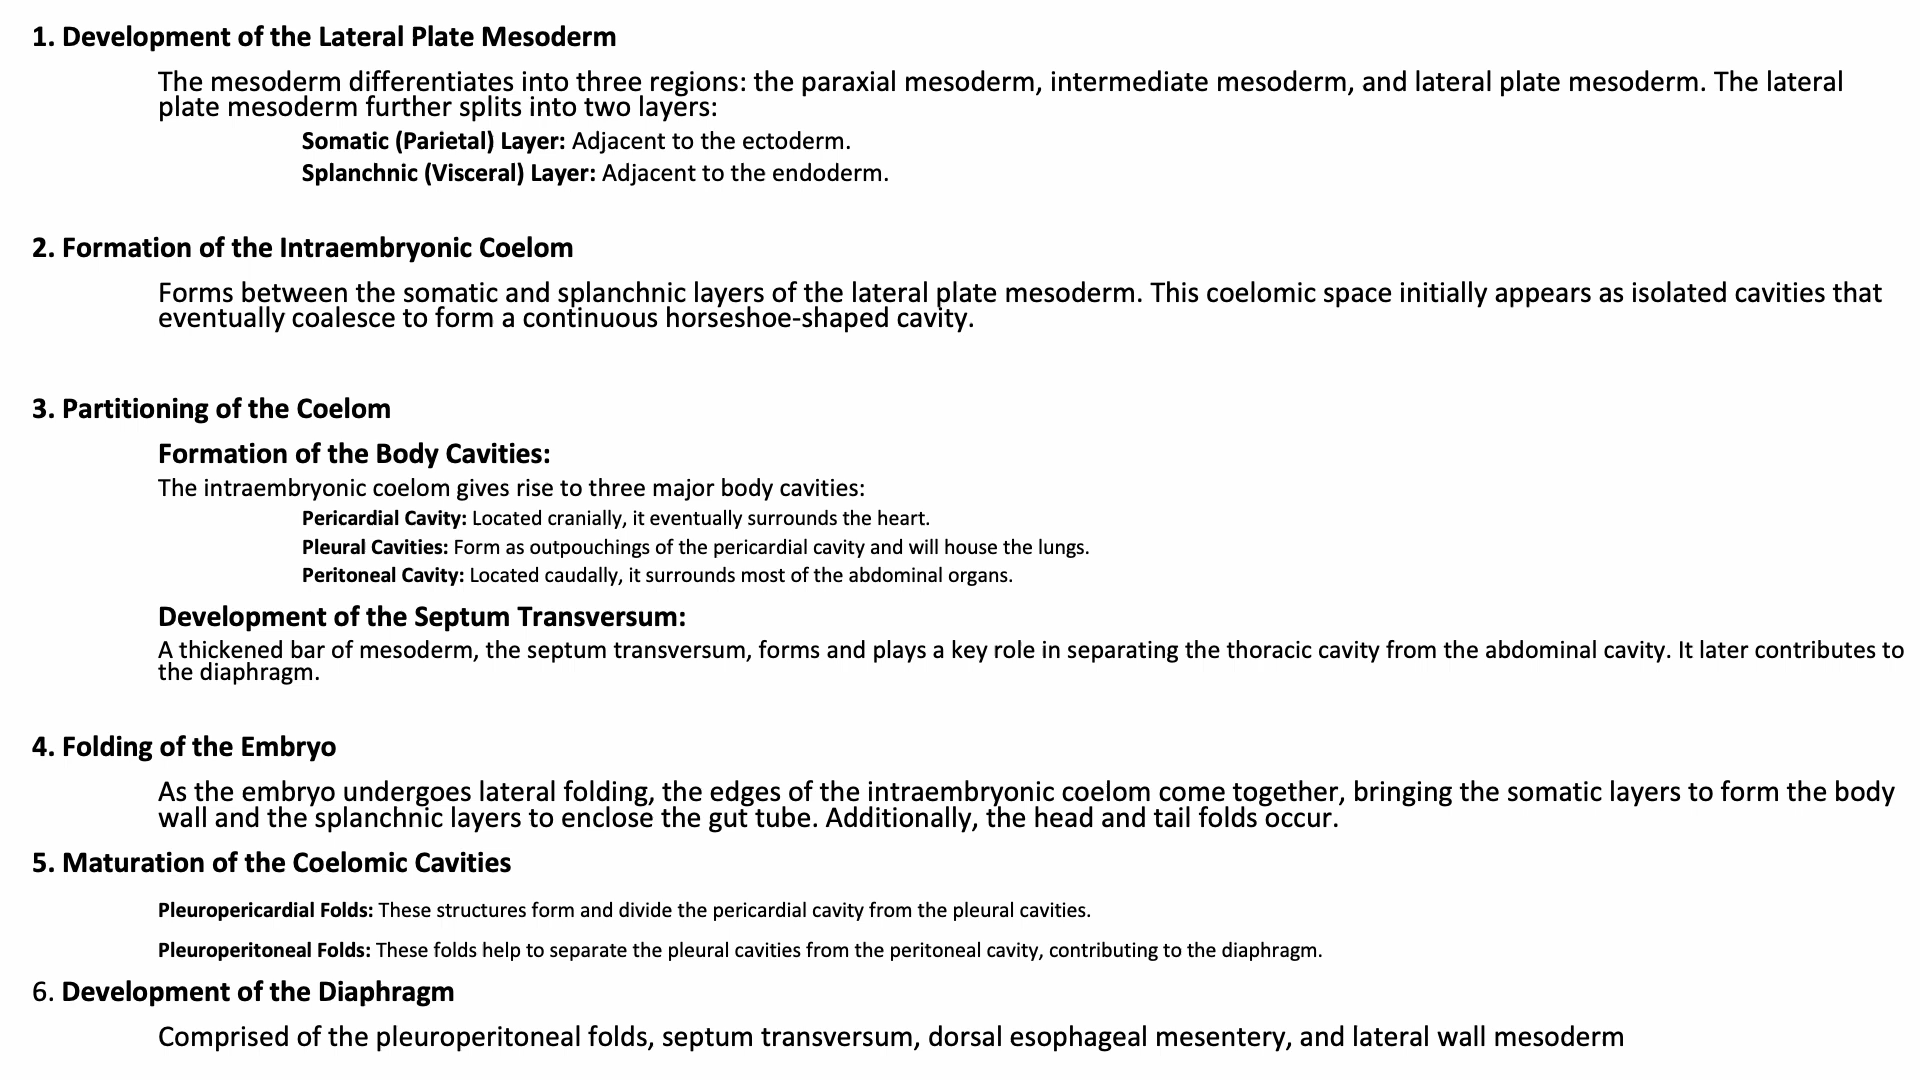 1. Development of the Lateral Plate Mesoderm
The mesoderm differentiates into three regions: the paraxial mesoderm, intermediate mesoderm, and lateral plate mesoderm. The lateral
plate mesoderm further splits into two layers:
Somatic (Parietal) Layer: Adjacent to the ectoderm.
Splanchnic (Visceral) Layer: Adjacent to the endoderm.
2. Formation of the Intraembryonic Coelom
Forms between the somatic and splanchnic layers of the lateral plate mesoderm. This coelomic space initially appears as isolated cavities that
eventually coalesce to form a continuous horseshoe-shaped cavity.
3. Partitioning of the Coelom
Formation of the Body Cavities:
The intraembryonic coelom gives rise to three major body cavities:
Pericardial Cavity: Located cranially, it eventually surrounds the heart.
Pleural Cavities: Form as outpouchings of the pericardial cavity and will house the lungs.
Peritoneal Cavity: Located caudally, it surrounds most of the abdominal organs.
Development of the Septum Transversum:
A thickened bar of mesoderm, the septum transversum, forms and plays a key role in separating the thoracic cavity from the abdominal cavity. It later contributes to
the diaphragm.
4. Folding of the Embryo
As the embryo undergoes lateral folding, the edges of the intraembryonic coelom come together, bringing the somatic layers to form the body
wall and the splanchnic layers to enclose the gut tube. Additionally, the head and tail folds occur.
5. Maturation of the Coelomic Cavities
Pleuropericardial Folds: These structures form and divide the pericardial cavity from the pleural cavities.
Pleuroperitoneal Folds: These folds help to separate the pleural cavities from the peritoneal cavity, contributing to the diaphragm.
6. Development of the Diaphragm
Comprised of the pleuroperitoneal folds, septum transversum, dorsal esophageal mesentery, and lateral wall mesoderm